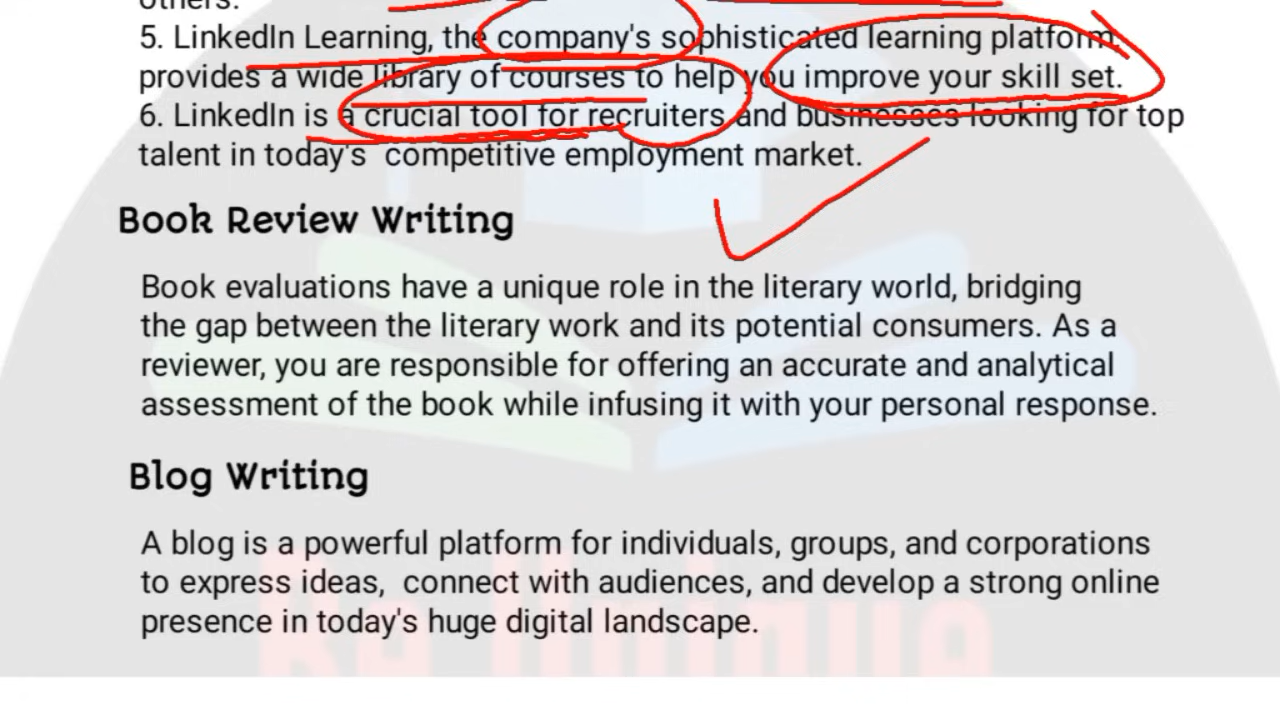 others.
5. LinkedIn Learning, the company's sophisticated learning platform,
provides a wide library of courses to help you improve your skill set.
6. LinkedIn is a crucial tool for recruiters and businesses looking for top
talent in today's  competitive employment market.
Book Review Writing
Book evaluations have a unique role in the literary world, bridging
the gap between the literary work and its potential consumers. As a
reviewer, you are responsible for offering an accurate and analytical
assessment of the book while infusing it with your personal response.
Blog Writing
A blog is a powerful platform for individuals, groups, and corporations
to express ideas,  connect with audiences, and develop a strong online
presence in today's huge digital landscape.